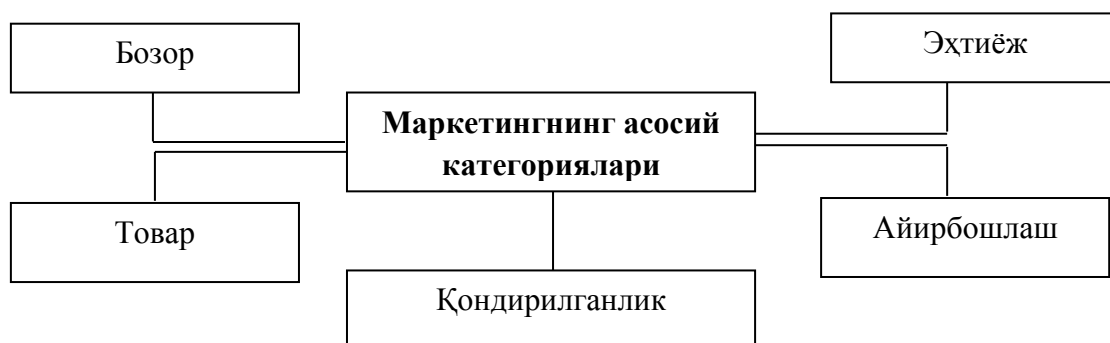 Бозор
Эҳтиёж
Маркетингнинг асосий
категориялари
Товар
Айирбошлаш
Қондирилганлик